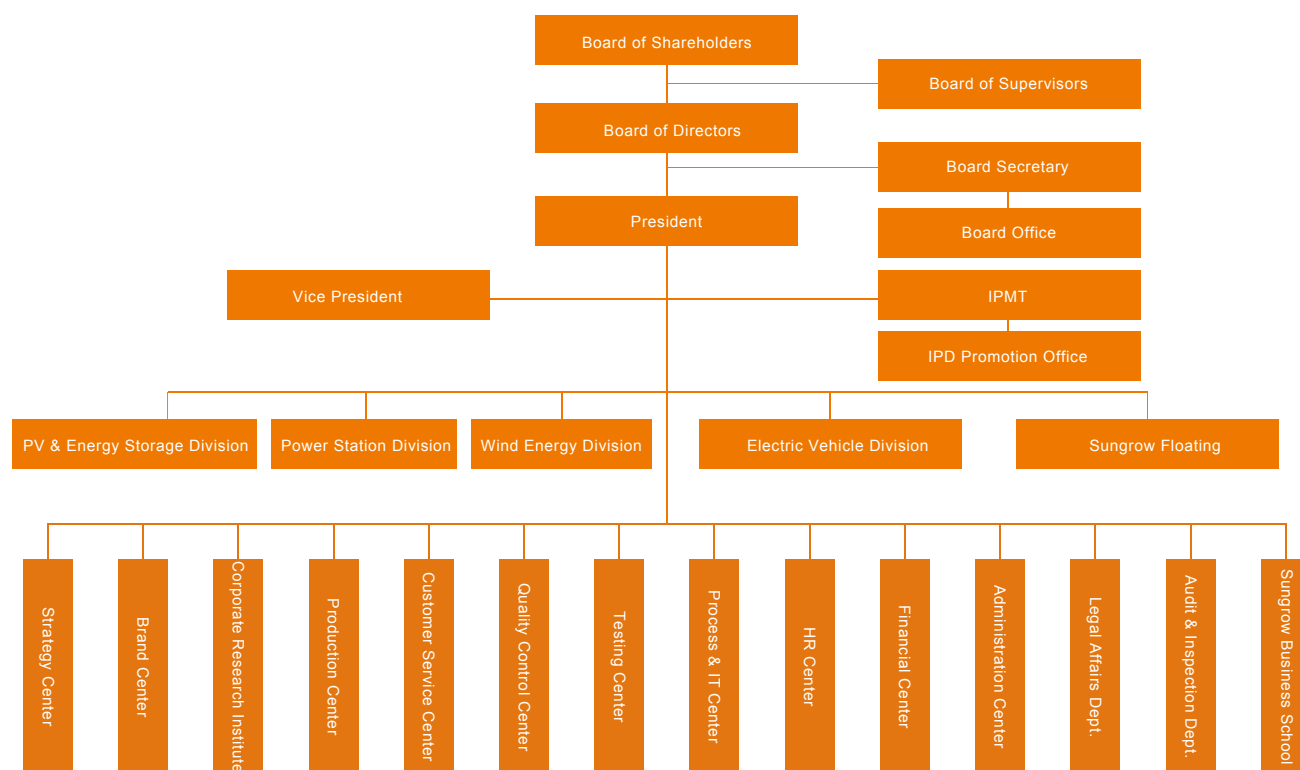 Board of Shareholders
Board of Supervisors
Board of Directors
Board Secretary
President
Board Office
Vice President
IPMT
IPD Promotion Office
PV & Energy Storage Division
Power Station Division
Wind Energy Division
Electric Vehicle Division
Sungrow Floating
Strategy Center
Brand Center
Corporate Research Institute
Production Center
Customer Service Center
Quality Control Center
Testing Center
Process & IT Center
HR Center
Financial Center
Administration Center
Legal Affairs Dept.
Audit & Inspection Dept.
Sungrow Business School